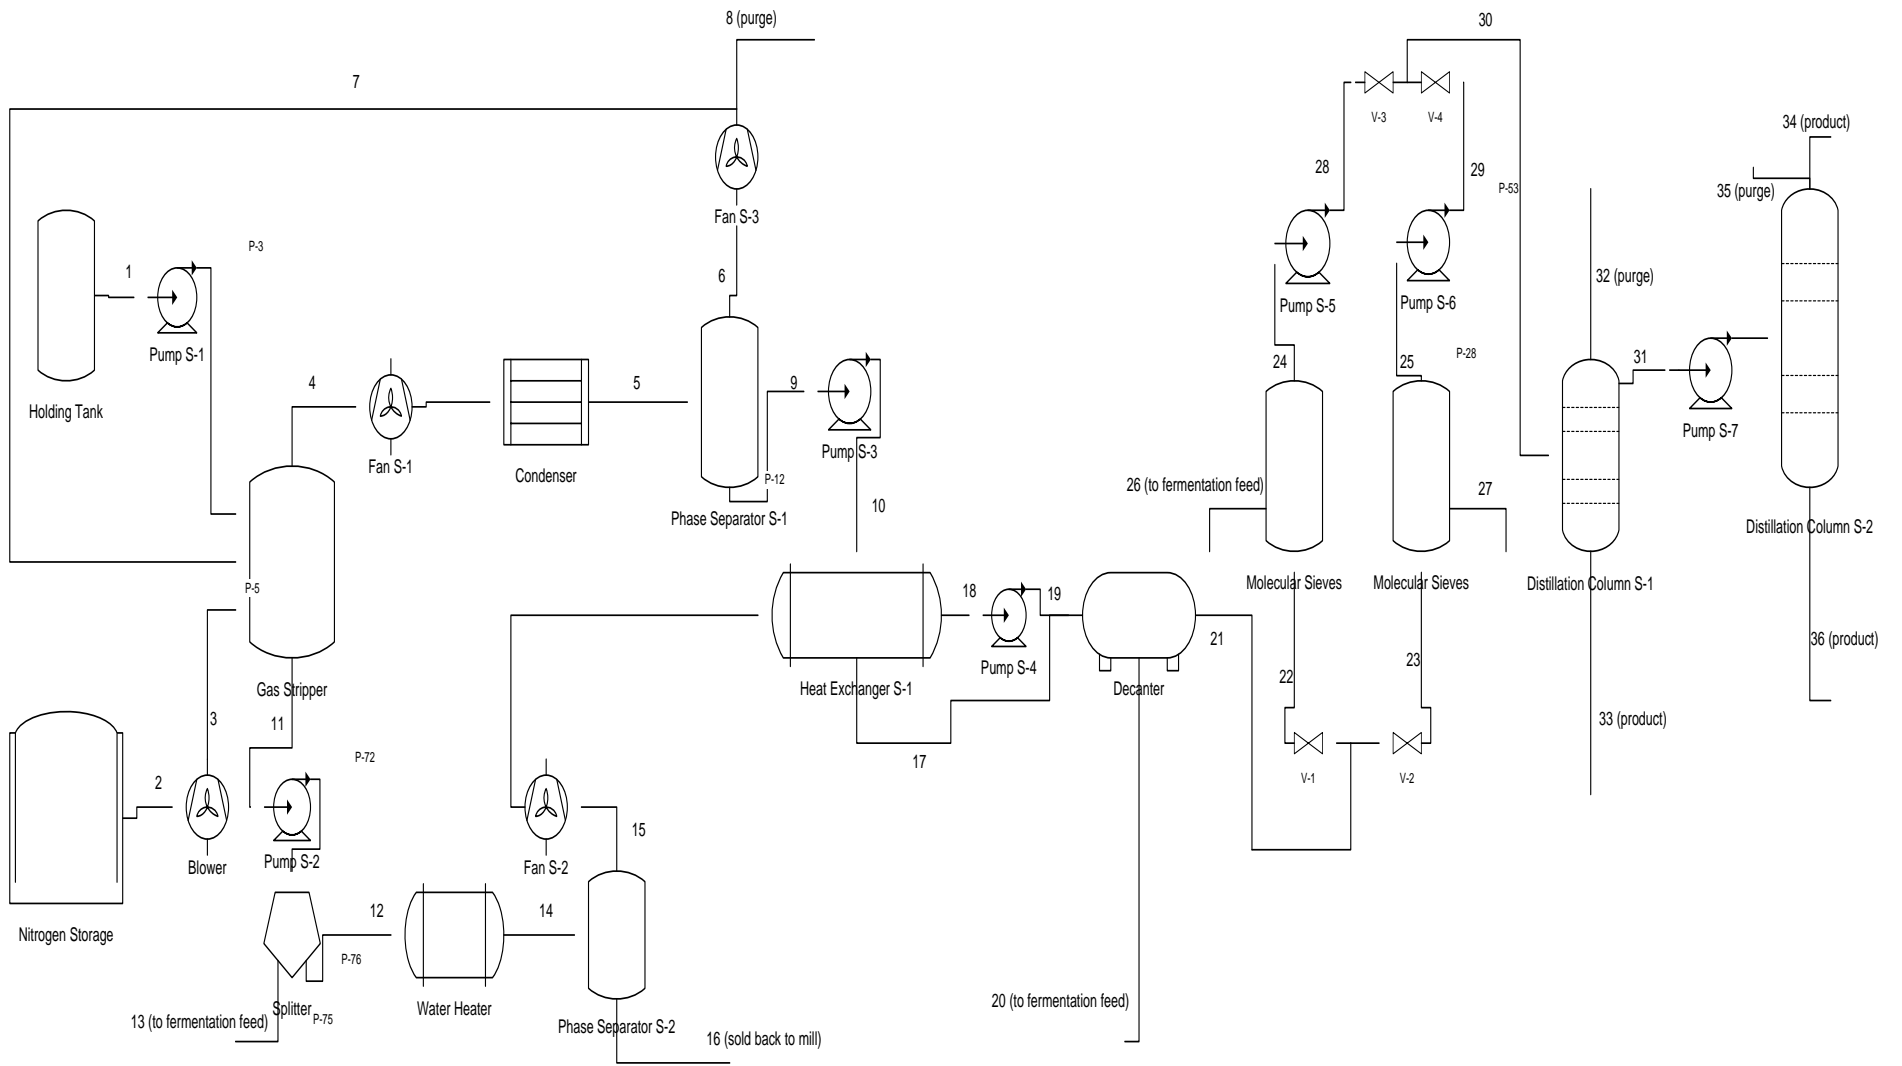 8 (purge)
30
7
V-3
V-4
34 (product)
28
29
P-53
35 (purge)
Fan S-3
P-3
1
6
32 (purge)
Pump S-5
Pump S-6
Pump S-1
4
5
9
24
25
P-28
31
Holding Tank
Pump S-7
Fan S-1
Condenser
Pump S-3
P-12
26 (to fermentation feed)
27
10
Phase Separator S-1
Distillation Column S-2
P-5
Molecular Sieves
Molecular Sieves
Distillation Column S-1
18
19
21
36 (product)
Pump S-4
Gas Stripper
Heat Exchanger S-1
Decanter
22
23
3
11
33 (product)
P-72
17
2
V-1
V-2
15
Blower
Pump S-2
Fan S-2
12
14
Nitrogen Storage
P-76
Splitter
P-75
Water Heater
20 (to fermentation feed)
13 (to fermentation feed)
Phase Separator S-2
16 (sold back to mill)